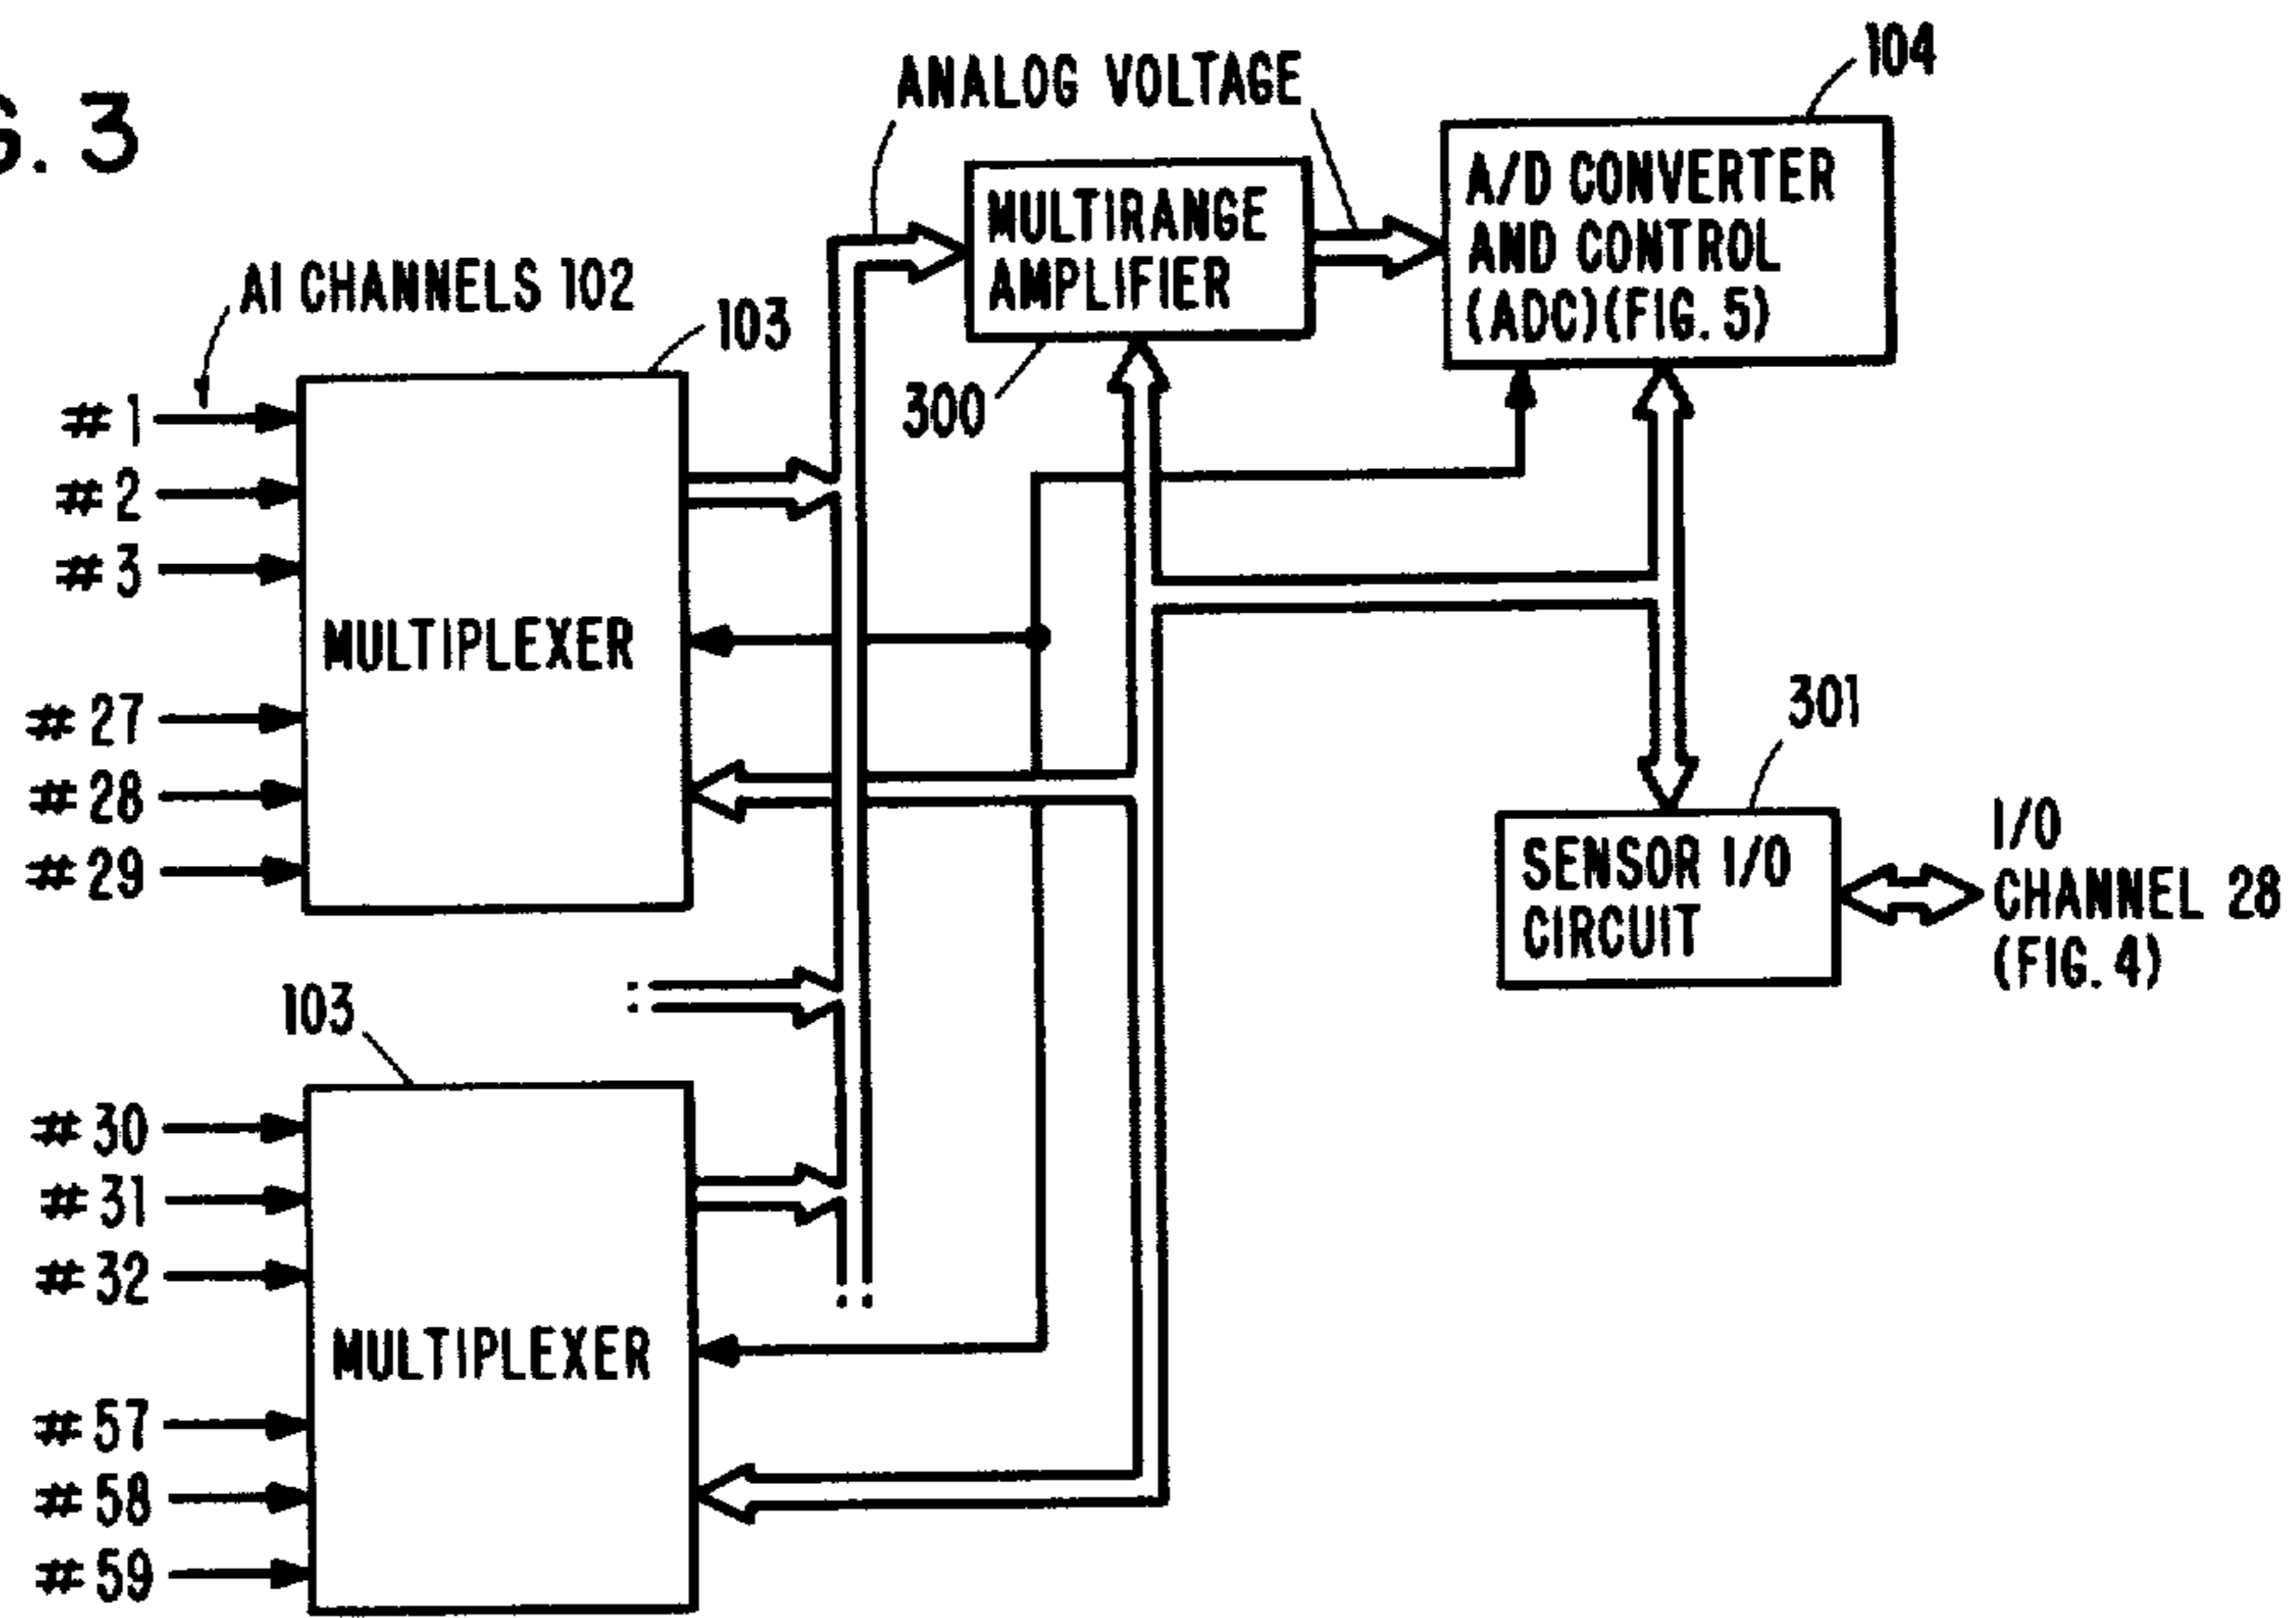 G. 3
ANALOG VOLTAGE
104
A/D CONVERTER
AND CONTROL
(ADC)(FIG. 5)
MULTIRANGE
AMPLIFIER
300
AI CHANNELS 102
103
#1
#2
#3
MULTIPLEXER
#27
#28
#29
301
SENSOR I/O
CIRCUIT
I/O
CHANNEL 28
(FIG. 4)
103
#30
#31
#32
MULTIPLEXER
#57
#58
#59